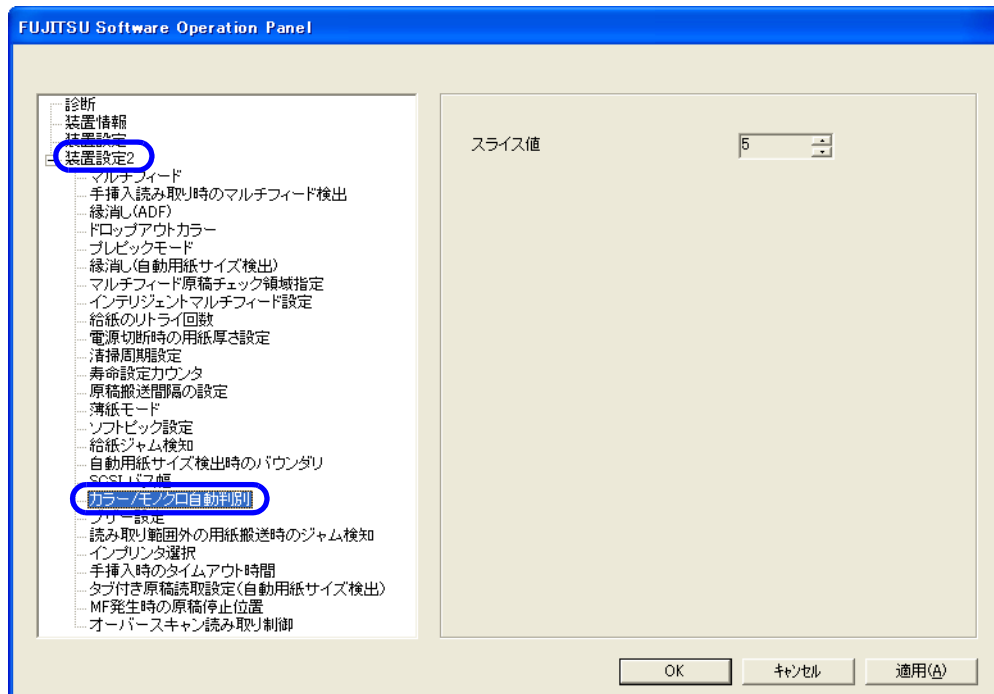 FUJITSU Software Operation Panel
診断
装置情報
装置設定
装置設定2
マルチフィード
手挿入読み取り時のマルチフィード検出
縁消し(ADF)
ドロップアウトカラー
プレピックモード
縁消し(自動用紙サイズ検出)
マルチフィード原稿チェック領域指定
インテリジェントマルチフィード設定
給紙のリトライ回数
電源切断時の用紙厚さ設定
清掃周期設定
寿命設定カウンタ
原稿搬送間隔の設定
薄紙モード
ソフトピック設定
給紙ジャム検知
自動用紙サイズ検出時のバウンダリ
SCSI バス幅
カラー/モノクロ自動判別
フリー設定
読み取り範囲外の用紙搬送時のジャム検知
インプリンタ選択
手挿入時のタイムアウト時間
タブ付き原稿読取設定(自動用紙サイズ検出)
MF発生時の原稿停止位置
オーバースキャン読み取り制御
スライス値 5
OK キャンセル 適用(A)